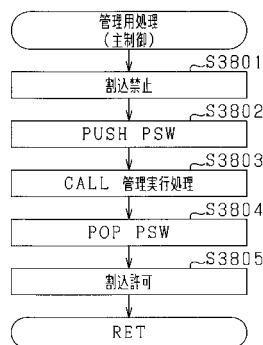 管理用処理
(主制御)
S3801
割込禁止
S3802
PUSH PSW
S3803
CALL 管理実行処理
S3804
POP PSW
S3805
割込許可
RET